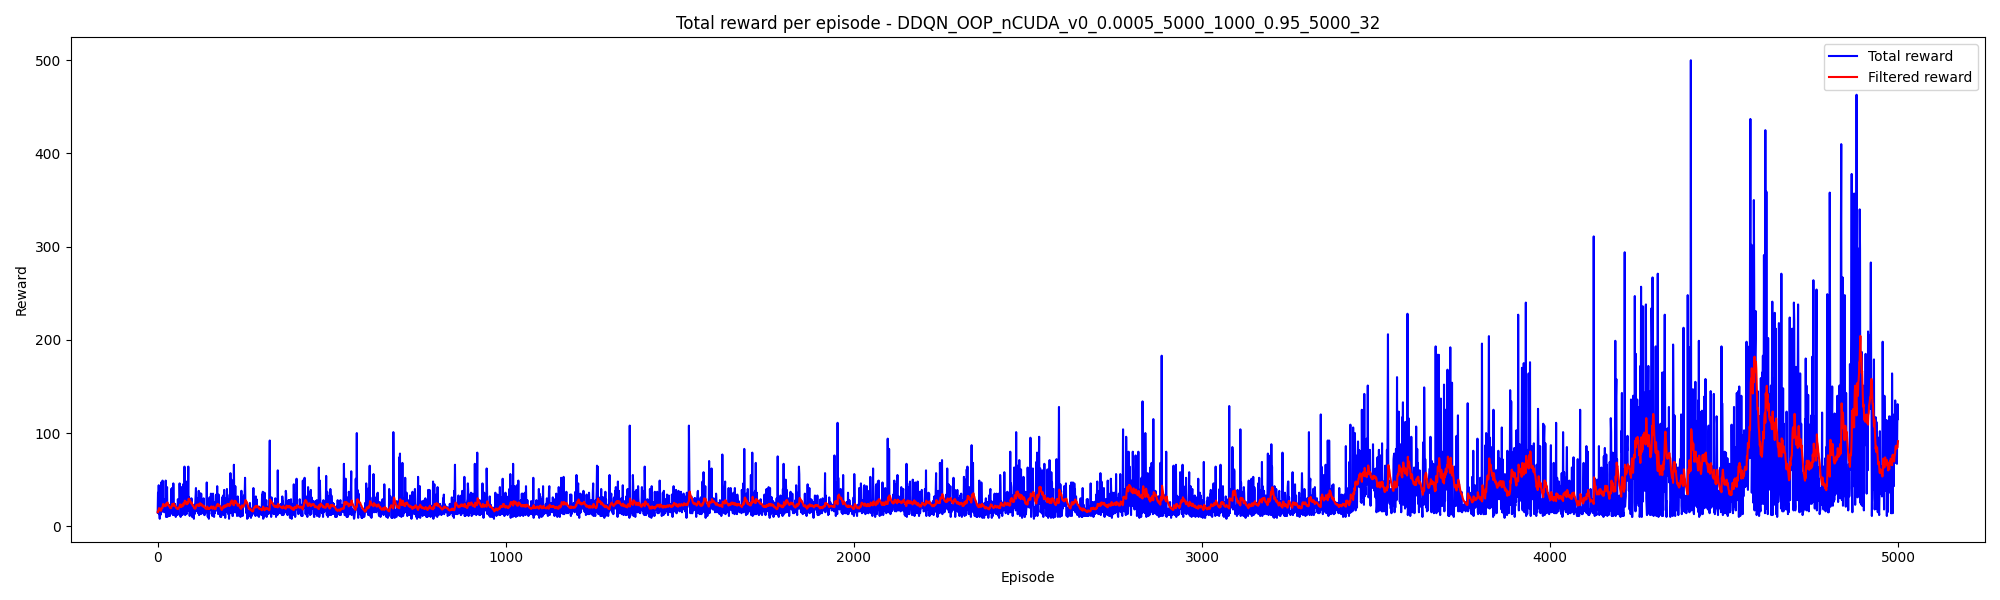 Total reward per episode - DDQN_OOP_nCUDA_v0_0.0005_5000_1000_0.95_5000_32
Total reward
Filtered reward
500
400
300
200
100
0
Reward
0 1000 2000 3000 4000 5000
Episode